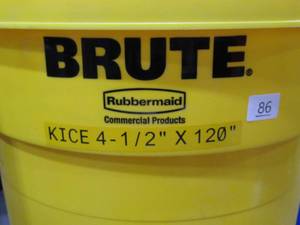 BRUTE.
Rubbermaid
Commercial Products
86
KICE 4-1/2" X 120"